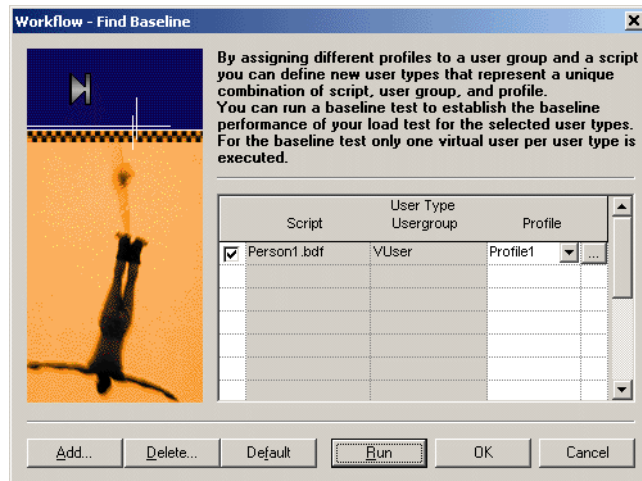 Workflow - Find Baseline
By assigning different profiles to a user group and a script
you can define new user types that represent a unique
combination of script, user group, and profile.
You can run a baseline test to establish the baseline
performance of your load test for the selected user types.
For the baseline test only one virtual user per user type is
executed.
User Type
Script Usergroup Profile
Person1.bdf VUser Profile1 ...
Add... Delete... Default Run OK Cancel